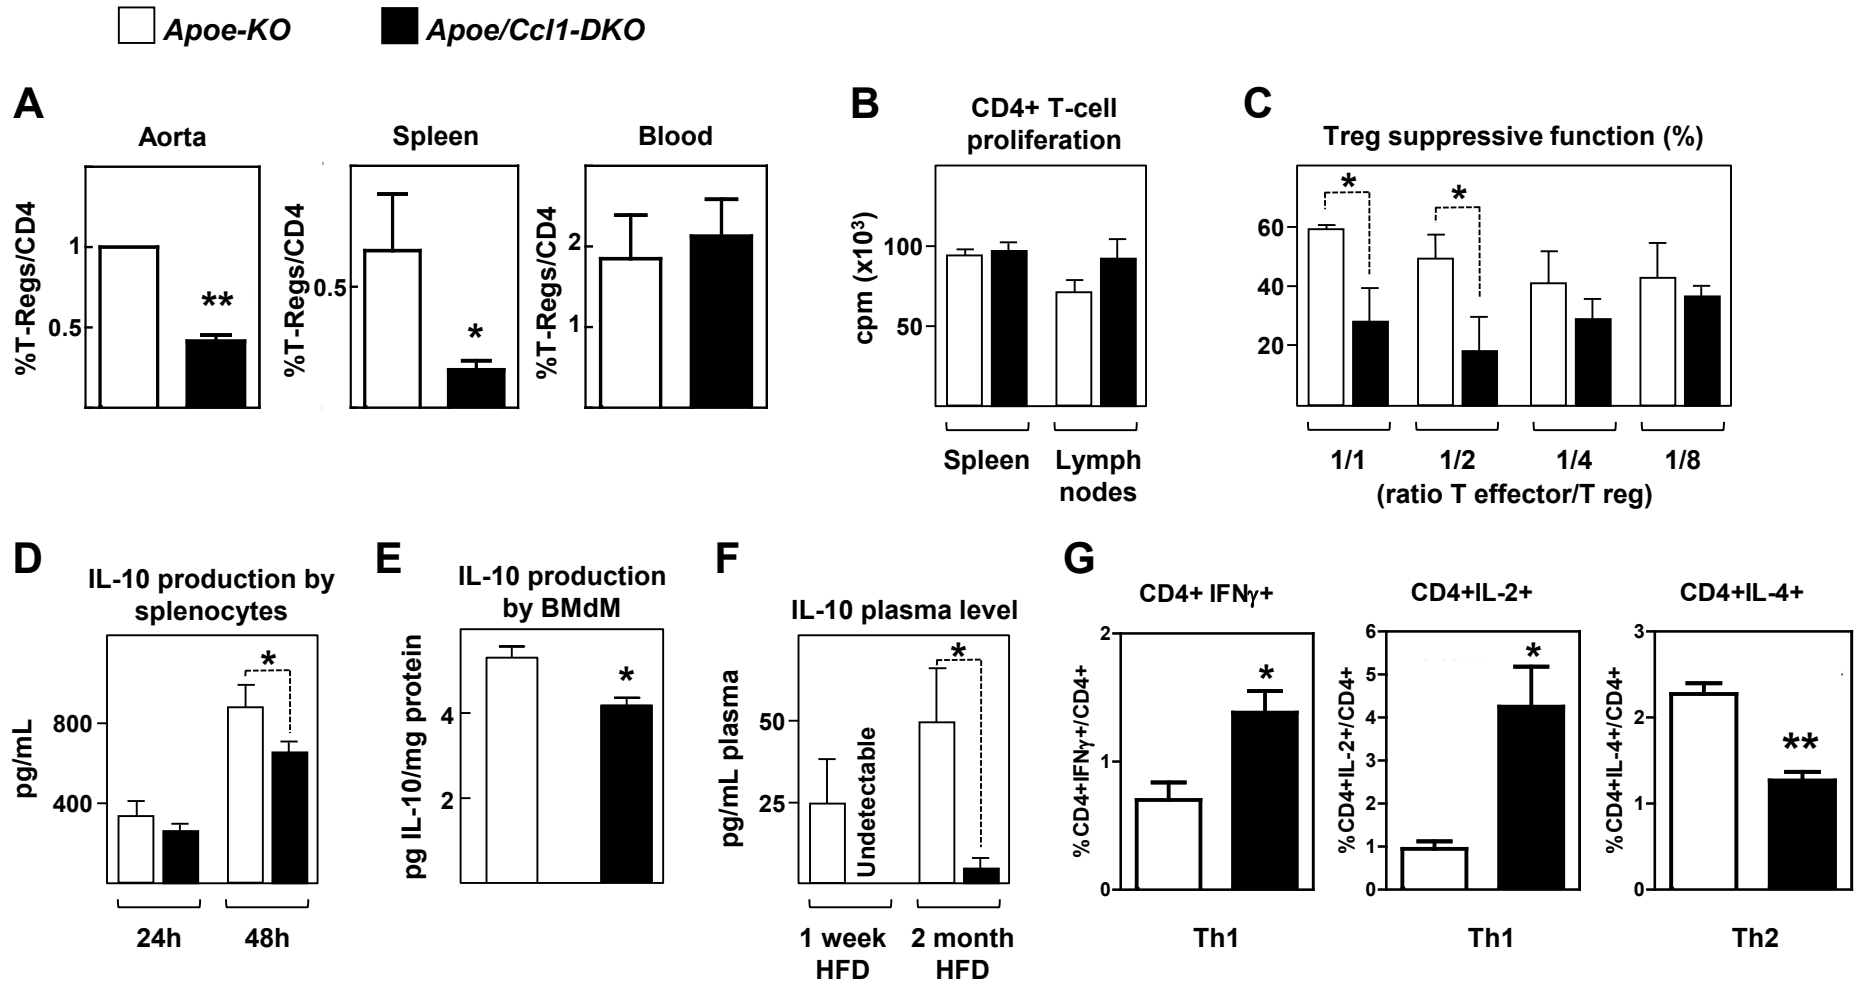 Apoe-KO
Apoe/Ccl1-DKO
A
Aorta
%T-Regs/CD4
1
0.5
**
Spleen
%T-Regs/CD4
0.5
*
Blood
%T-Regs/CD4
2
1
B
CD4+ T-cell
proliferation
cpm (x10³)
100
50
Spleen
Lymph
nodes
C
Treg suppressive function (%)
60
40
20
*
*
1/1
1/2
1/4
1/8
(ratio T effector/T reg)
D
IL-10 production by
splenocytes
pg/mL
800
400
*
24h
48h
E
IL-10 production
by BMdM
pg IL-10/mg protein
4
2
*
F
IL-10 plasma level
pg/mL plasma
50
25
Undetectable
*
1 week
HFD
2 month
HFD
G
CD4+ IFNγ+
%CD4+IFNγ+/CD4+
2
1
0
*
Th1
CD4+IL-2+
%CD4+IL-2+/CD4+
6
5
4
3
2
1
0
*
Th1
CD4+IL-4+
%CD4+IL-4+/CD4+
3
2
1
0
**
Th2